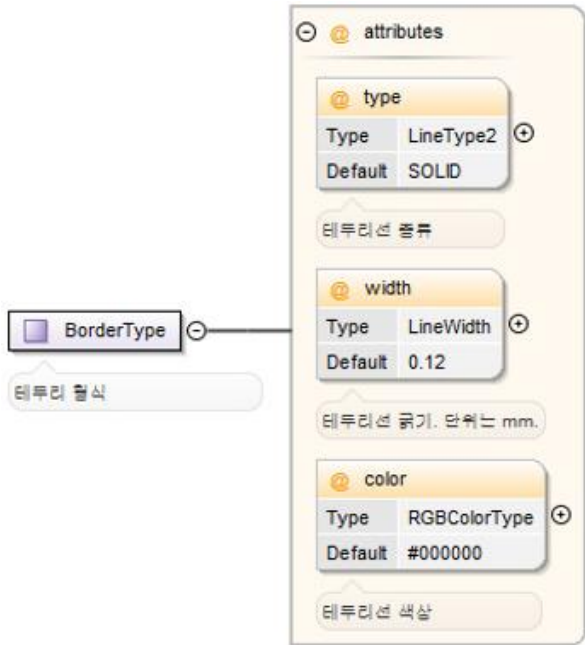 @ attributes
@ type
Type LineType2
Default SOLID
테두리선 종류
@ width
Type LineWidth
Default 0.12
테두리선 굵기. 단위는 mm.
@ color
Type RGBColorType
Default #000000
테두리선 색상
BorderType
테두리 형식